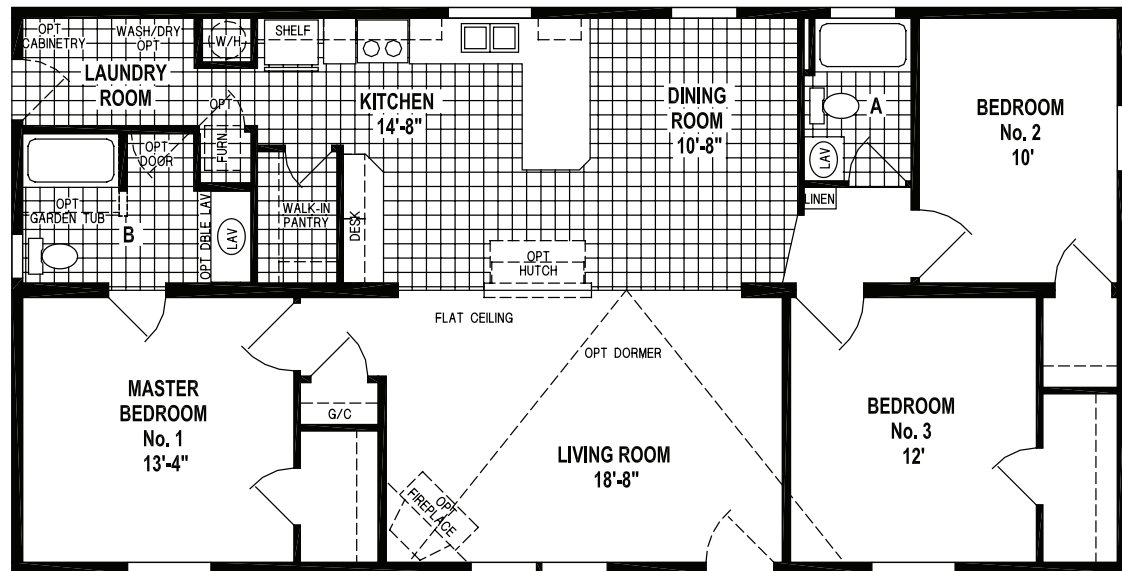 OPT
CABINETRY
WASH/DRY
OPT
W/H
SHELF
LAUNDRY
ROOM
OPT
FURN
KITCHEN
14'-8"
DINING
ROOM
10'-8"
A
LAV
LINEN
BEDROOM
No. 2
10'
OPT
DOOR
OPT
GARDEN TUB
B
OPT DBLE LAV
LAV
WALK-IN
PANTRY
DESK
OPT
HUTCH
FLAT CEILING
OPT DORMER
MASTER
BEDROOM
No. 1
13'-4"
G/C
LIVING ROOM
18'-8"
OPT
FIREPLACE
BEDROOM
No. 3
12'